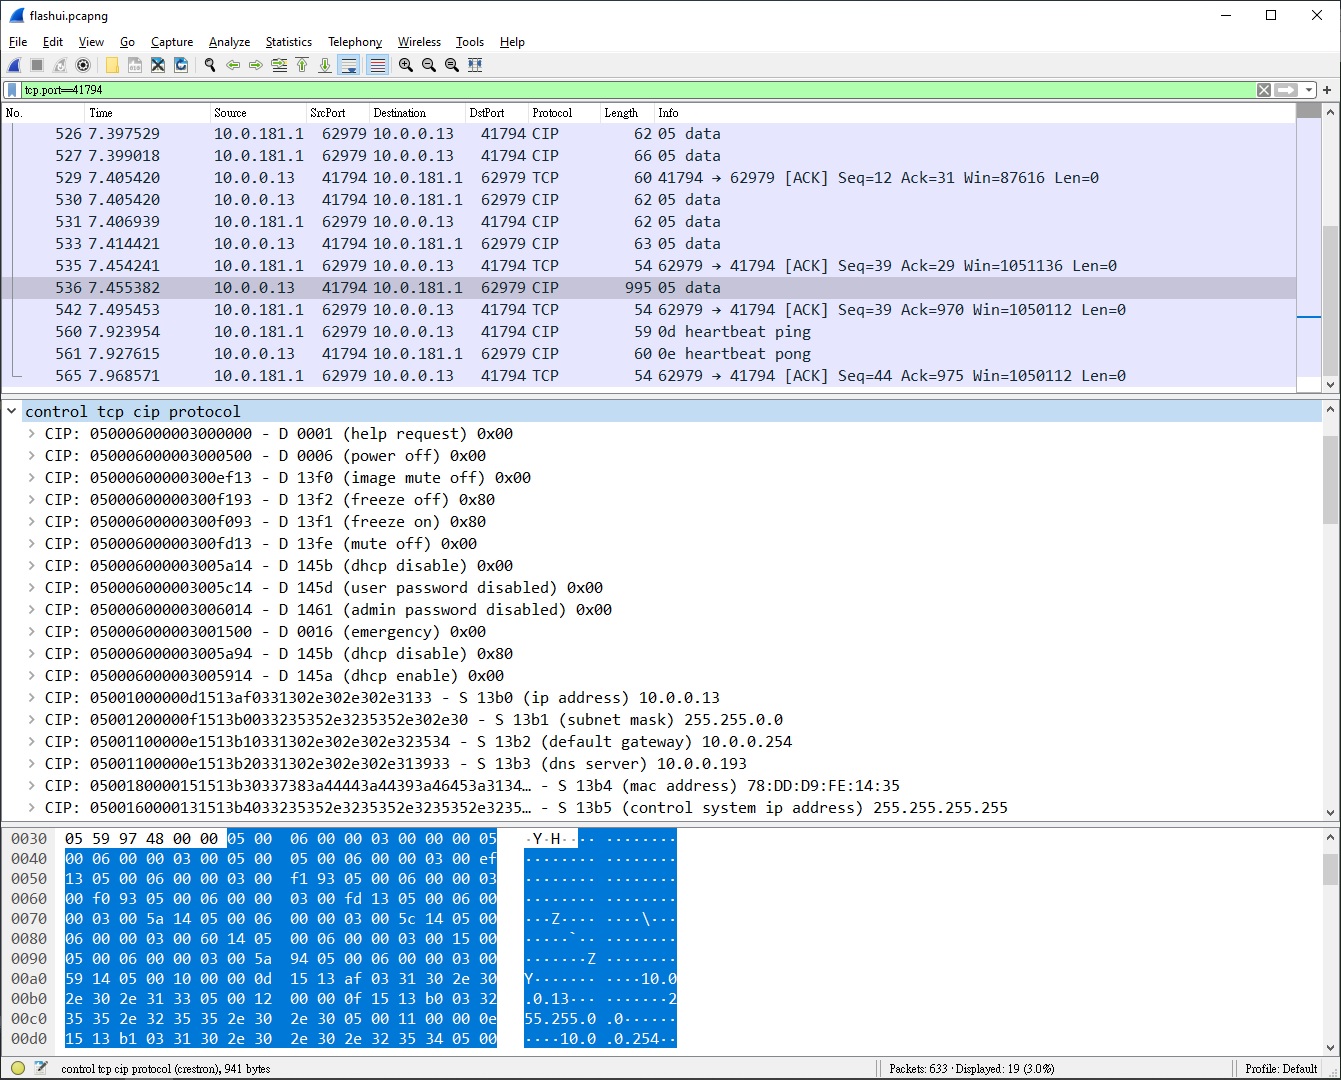 flashui.pcapng
File Edit View Go Capture Analyze Statistics Telephony Wireless Tools Help
tcp.port==41794
No. Time Source SrcPort Destination DstPort Protocol Length Info
526 7.397529 10.0.181.1 62979 10.0.0.13 41794 CIP 62 05 data
527 7.399018 10.0.181.1 62979 10.0.0.13 41794 CIP 66 05 data
529 7.405420 10.0.0.13 41794 10.0.181.1 62979 TCP 60 41794 → 62979 [ACK] Seq=12 Ack=31 Win=87616 Len=0
530 7.405420 10.0.0.13 41794 10.0.181.1 62979 CIP 62 05 data
531 7.406939 10.0.181.1 62979 10.0.0.13 41794 CIP 62 05 data
533 7.414421 10.0.0.13 41794 10.0.181.1 62979 CIP 63 05 data
535 7.454241 10.0.181.1 62979 10.0.0.13 41794 TCP 54 62979 → 41794 [ACK] Seq=39 Ack=29 Win=1051136 Len=0
536 7.455382 10.0.0.13 41794 10.0.181.1 62979 CIP 995 05 data
542 7.495453 10.0.181.1 62979 10.0.0.13 41794 TCP 54 62979 → 41794 [ACK] Seq=39 Ack=970 Win=1050112 Len=0
560 7.923954 10.0.181.1 62979 10.0.0.13 41794 CIP 59 0d heartbeat ping
561 7.927615 10.0.0.13 41794 10.0.181.1 62979 CIP 60 0e heartbeat pong
565 7.968571 10.0.181.1 62979 10.0.0.13 41794 TCP 54 62979 → 41794 [ACK] Seq=44 Ack=975 Win=1050112 Len=0
control tcp cip protocol
CIP: 050006000003000000 - D 0001 (help request) 0x00
CIP: 050006000003000500 - D 0006 (power off) 0x00
CIP: 05000600000300ef13 - D 13f0 (image mute off) 0x00
CIP: 05000600000300f193 - D 13f2 (freeze off) 0x80
CIP: 05000600000300f093 - D 13f1 (freeze on) 0x80
CIP: 05000600000300fd13 - D 13fe (mute off) 0x00
CIP: 050006000003005a14 - D 145b (dhcp disable) 0x00
CIP: 050006000003005c14 - D 145d (user password disabled) 0x00
CIP: 050006000003006014 - D 1461 (admin password disabled) 0x00
CIP: 050006000003001500 - D 0016 (emergency) 0x00
CIP: 050006000003005a94 - D 145b (dhcp disable) 0x80
CIP: 050006000003005914 - D 145a (dhcp enable) 0x00
CIP: 05001000000d1513af0331302e302e302e3133 - S 13b0 (ip address) 10.0.0.13
CIP: 05001200000f1513b0033235352e3235352e302e30 - S 13b1 (subnet mask) 255.255.0.0
CIP: 05001100000e1513b10331302e302e302e323534 - S 13b2 (default gateway) 10.0.0.254
CIP: 05001100000e1513b20331302e302e302e313933 - S 13b3 (dns server) 10.0.0.193
CIP: 0500180000151513b30337383a44443a44393a46453a3134… - S 13b4 (mac address) 78:DD:D9:FE:14:35
CIP: 0500160000131513b4033235352e3235352e3235352e3235… - S 13b5 (control system ip address) 255.255.255.255
0030 05 59 97 48 00 00 05 00 06 00 00 03 00 00 00 05 ·Y·H············
0040 00 06 00 00 03 00 05 00 05 00 06 00 00 03 00 ef ················
0050 13 05 00 06 00 00 03 00 f1 93 05 00 06 00 00 03 ················
0060 00 f0 93 05 00 06 00 00 03 00 fd 13 05 00 06 00 ················
0070 00 03 00 5a 14 05 00 06 00 00 03 00 5c 14 05 00 ···Z········\···
0080 06 00 00 03 00 60 14 05 00 06 00 00 03 00 15 00 ·····`··········
0090 05 00 06 00 00 03 00 5a 94 05 00 06 00 00 03 00 ·······Z········
00a0 59 14 05 00 10 00 00 0d 15 13 af 03 31 30 2e 30 Y···········10.0
00b0 2e 30 2e 31 33 05 00 12 00 00 0f 15 13 b0 03 32 .0.13··········2
00c0 35 35 2e 32 35 35 2e 30 2e 30 05 00 11 00 00 0e 55.255.0.0······
00d0 15 13 b1 03 31 30 2e 30 2e 30 2e 32 35 34 05 00 ····10.0.0.254··
control tcp cip protocol (crestron), 941 bytes Packets: 633 · Displayed: 19 (3.0%) Profile: Default